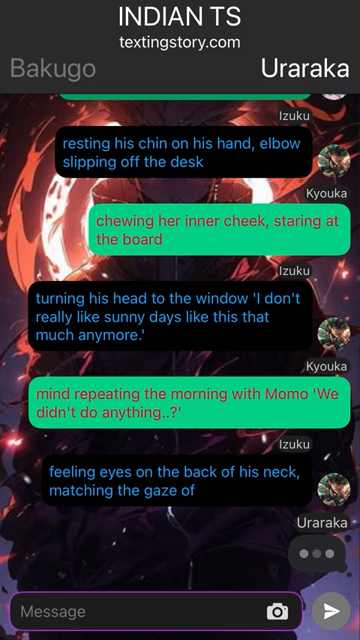 INDIAN TS
textingstory.com
Bakugo
Uraraka
Izuku
resting his chin on his hand, elbow
slipping off the desk
Kyouka
chewing her inner cheek, staring at
the board
Izuku
turning his head to the window 'I don't
really like sunny days like this that
much anymore.'
Kyouka
mind repeating the morning with Momo 'We
didn't do anything..?'
Izuku
feeling eyes on the back of his neck,
matching the gaze of
Uraraka
Message